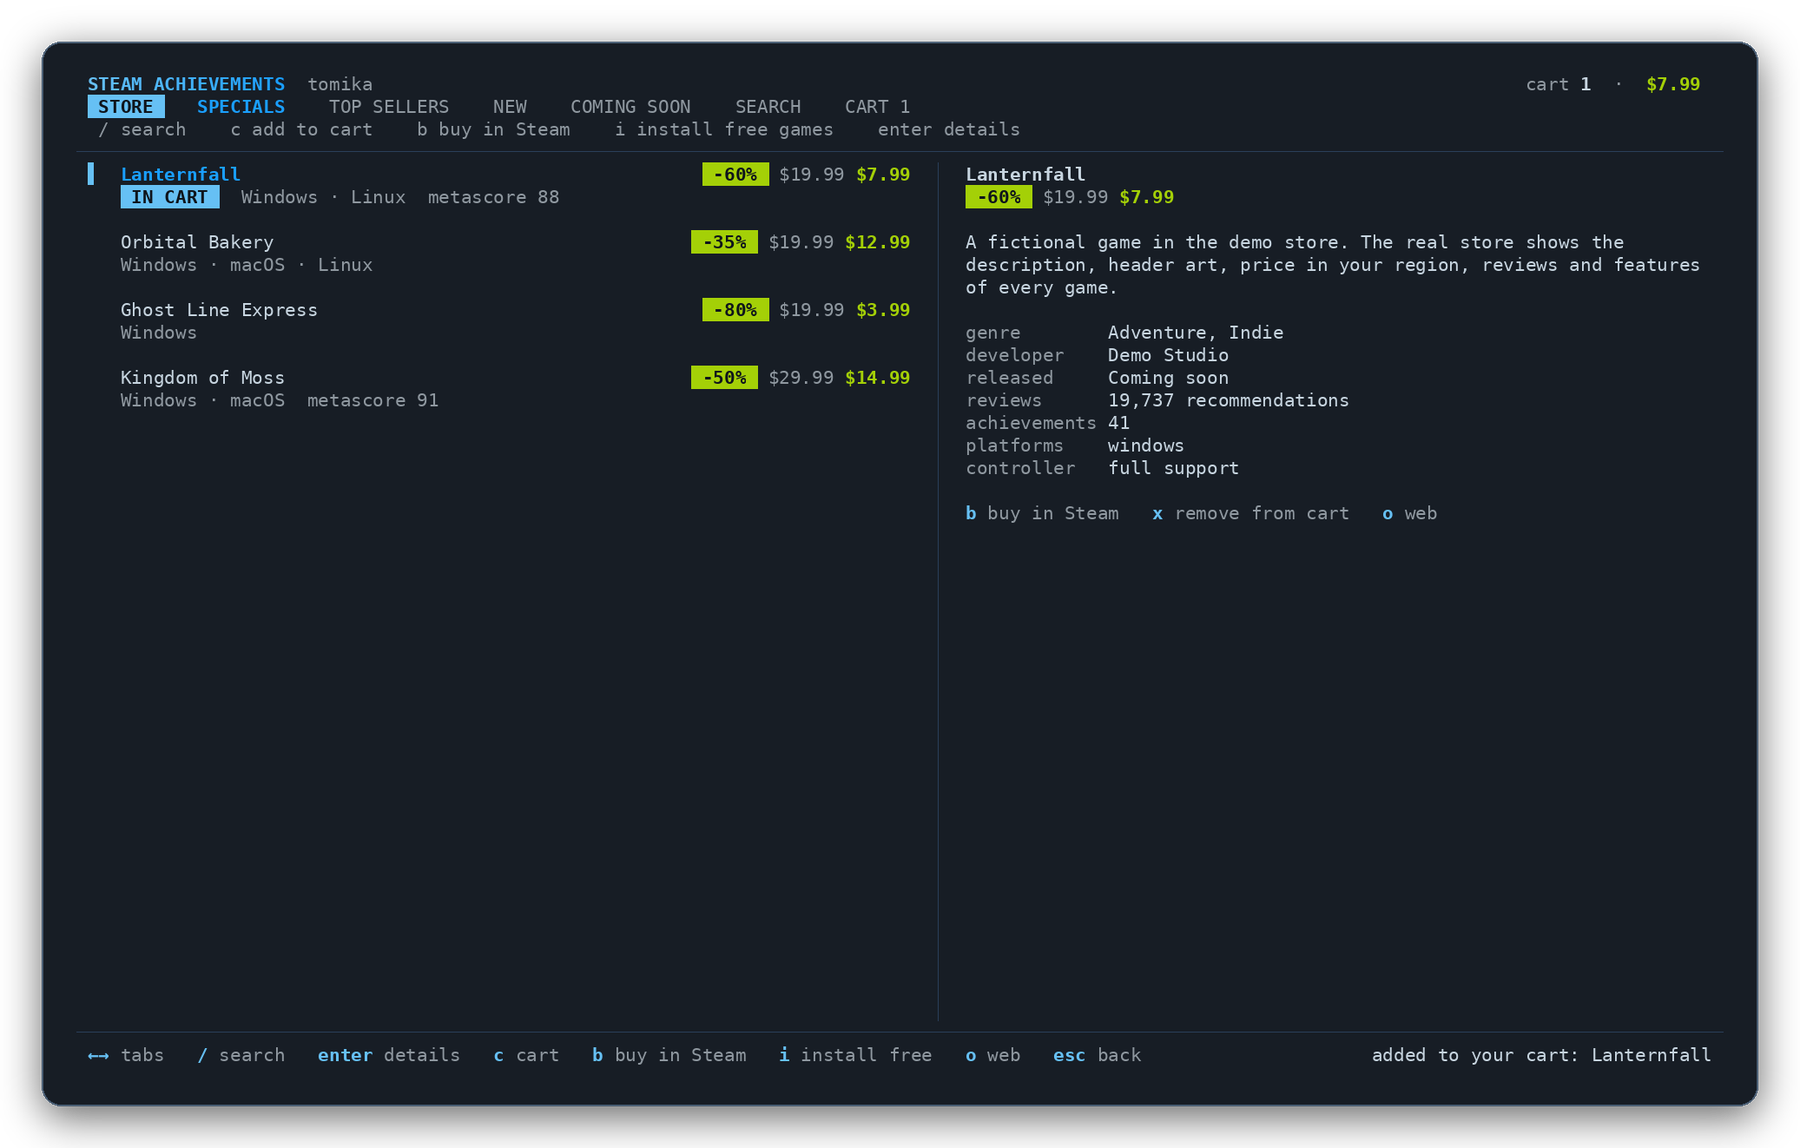 STEAM ACHIEVEMENTS tomika cart 1 · $7.99
STORE SPECIALS TOP SELLERS NEW COMING SOON SEARCH CART 1
/ search c add to cart b buy in Steam i install free games enter details
Lanternfall -60% $19.99 $7.99
IN CART Windows · Linux metascore 88
Orbital Bakery -35% $19.99 $12.99
Windows · macOS · Linux
Ghost Line Express -80% $19.99 $3.99
Windows
Kingdom of Moss -50% $29.99 $14.99
Windows · macOS metascore 91
Lanternfall
-60% $19.99 $7.99
A fictional game in the demo store. The real store shows the
description, header art, price in your region, reviews and features
of every game.
genre Adventure, Indie
developer Demo Studio
released Coming soon
reviews 19,737 recommendations
achievements 41
platforms windows
controller full support
b buy in Steam x remove from cart o web
←→ tabs / search enter details c cart b buy in Steam i install free o web esc back added to your cart: Lanternfall